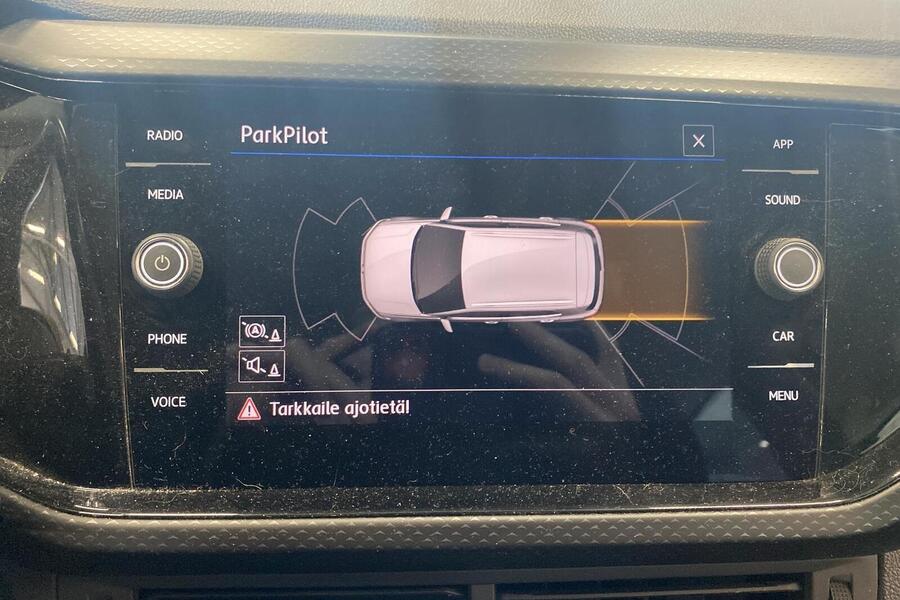 RADIO
ParkPilot
X
APP
MEDIA
SOUND
PHONE
A
CAR
VOICE
MENU
Tarkkaile ajotietä!